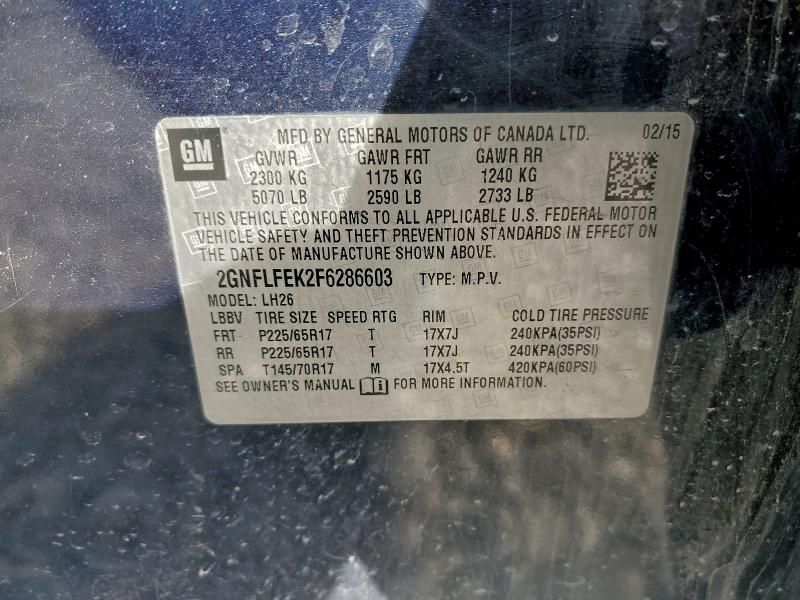 GM MFD BY GENERAL MOTORS OF CANADA LTD. 02/15
GVWR GAWR FRT GAWR RR
2300 KG 1175 KG 1240 KG
5070 LB 2590 LB 2733 LB
THIS VEHICLE CONFORMS TO ALL APPLICABLE U.S. FEDERAL MOTOR
VEHICLE SAFETY AND THEFT PREVENTION STANDARDS IN EFFECT ON
THE DATE OF MANUFACTURE SHOWN ABOVE.
2GNFLFEK2F6286603 TYPE: M.P.V.
MODEL: LH26
LBBV TIRE SIZE SPEED RTG RIM COLD TIRE PRESSURE
FRT P225/65R17 T 17X7J 240KPA(35PSI)
RR P225/65R17 T 17X7J 240KPA(35PSI)
SPA T145/70R17 M 17X4.5T 420KPA(60PSI)
SEE OWNER'S MANUAL FOR MORE INFORMATION.